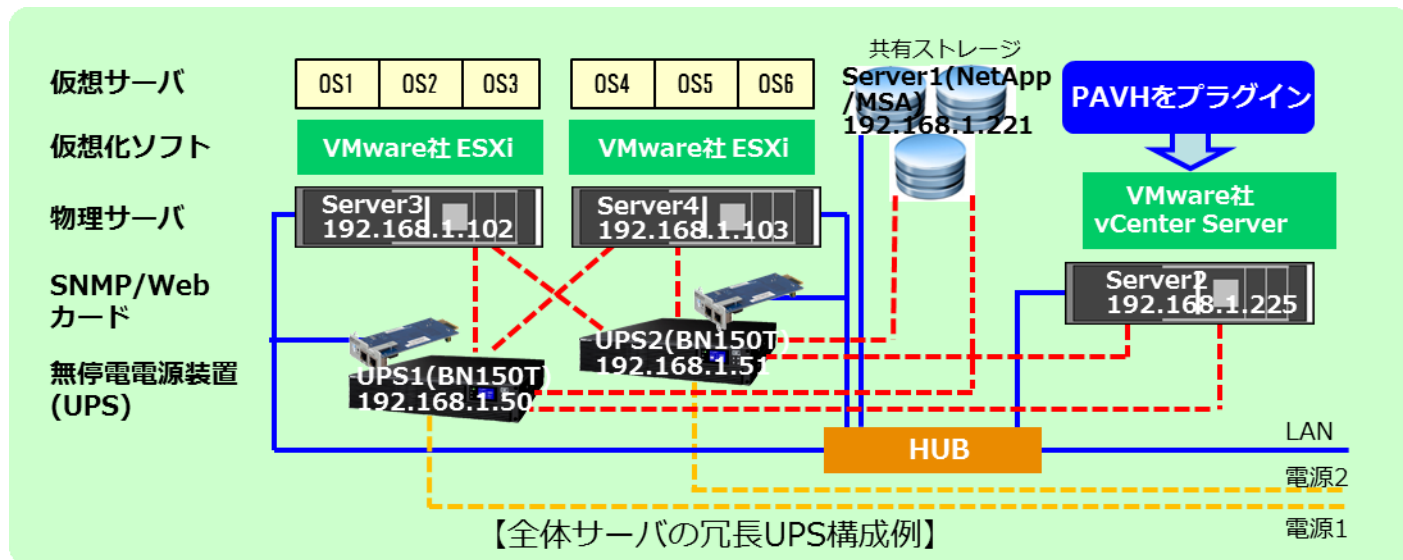 共有ストレージ
仮想サーバ
OS1 OS2 OS3
OS4 OS5 OS6
Server1(NetApp
/MSA)
192.168.1.221
PAVHをプラグイン
仮想化ソフト
VMware社 ESXi
VMware社 ESXi
物理サーバ
Server3
192.168.1.102
Server4
192.168.1.103
VMware社
vCenter Server
SNMP/Web
カード
Server2
192.168.1.225
無停電電源装置
(UPS)
UPS1(BN150T)
192.168.1.50
UPS2(BN150T)
192.168.1.51
HUB
LAN
電源2
電源1
【全体サーバの冗長UPS構成例】